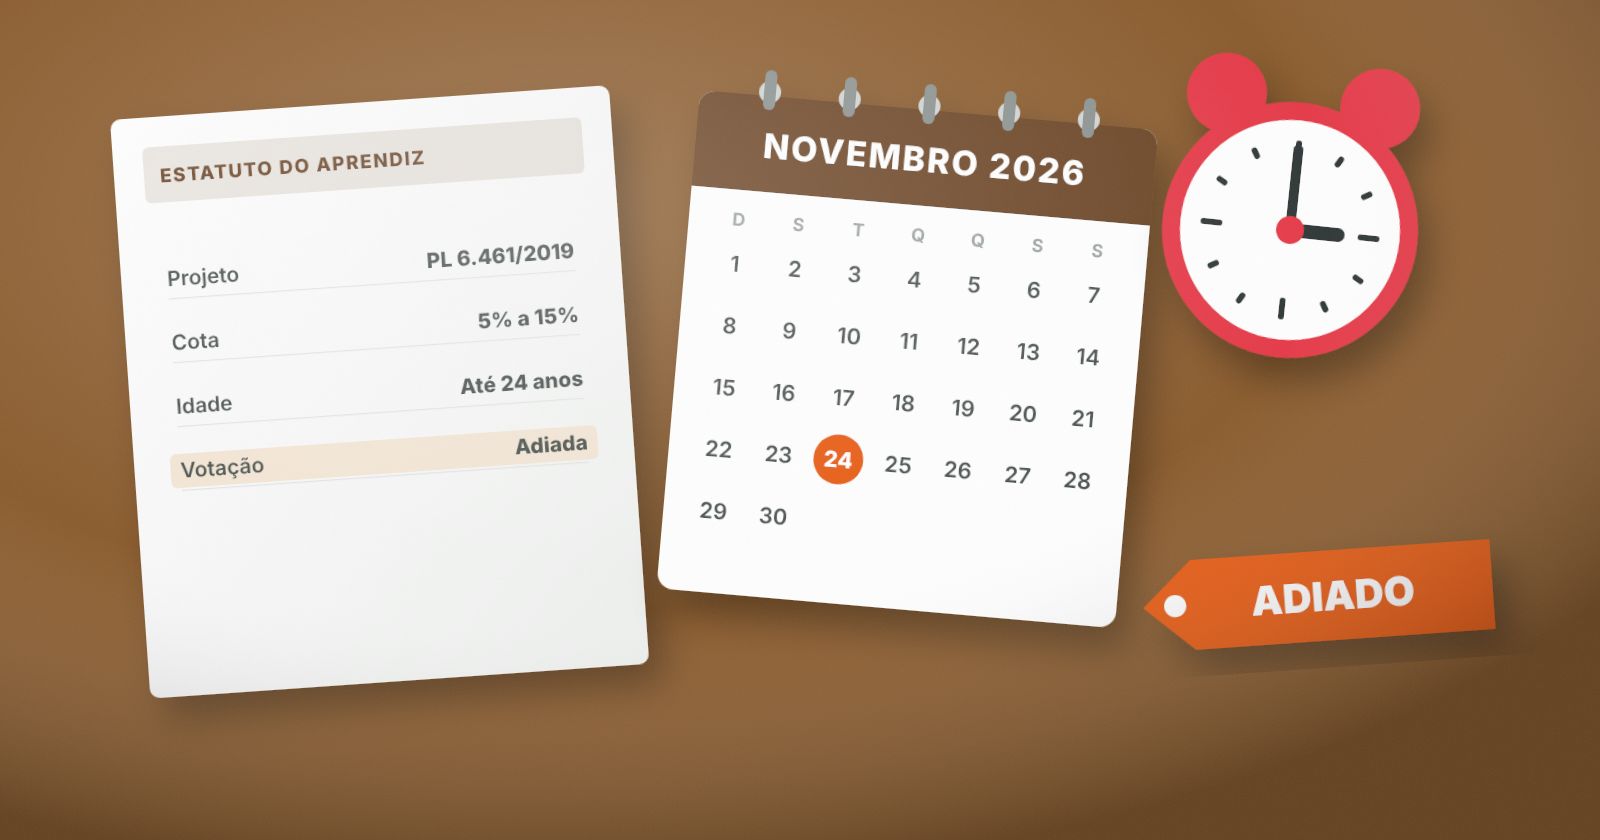 ESTATUTO DO APRENDIZ
Projeto PL 6.461/2019
Cota 5% a 15%
Idade Até 24 anos
Votação Adiada
NOVEMBRO 2026
D S T Q Q S S
1 2 3 4 5 6 7
8 9 10 11 12 13 14
15 16 17 18 19 20 21
22 23 24 25 26 27 28
29 30
ADIADO